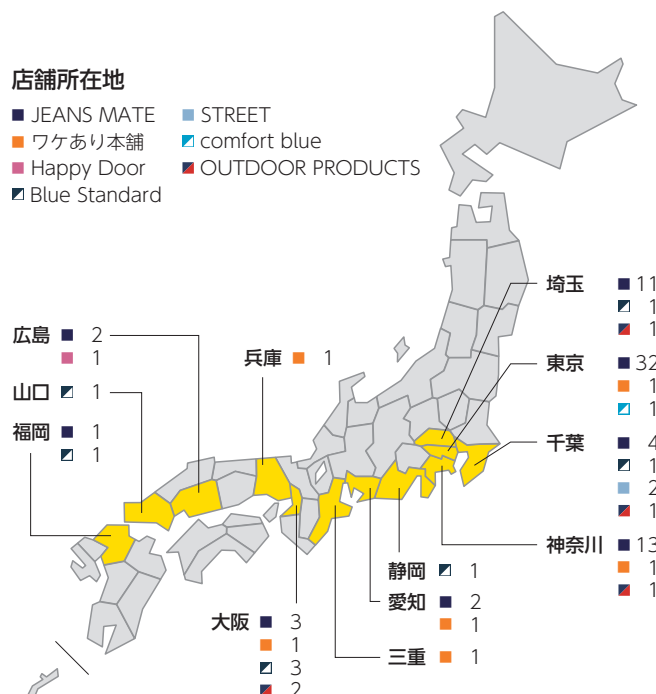 店舗所在地
JEANS MATE
STREET
ワケあり本舗
comfort blue
Happy Door
OUTDOOR PRODUCTS
Blue Standard
埼玉 11
1
1
広島 2
1
兵庫 1
東京 32
1
1
山口 1
福岡 1
1
千葉 4
1
2
1
神奈川 13
1
1
静岡 1
愛知 2
1
大阪 3
1
3
2
三重 1